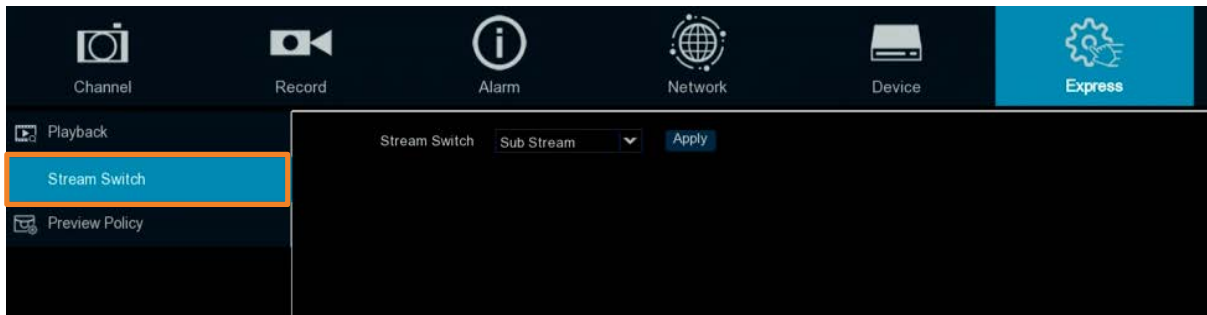 Channel Record Alarm Network Device Express
Playback
Stream Switch Sub Stream Apply
Stream Switch
Preview Policy